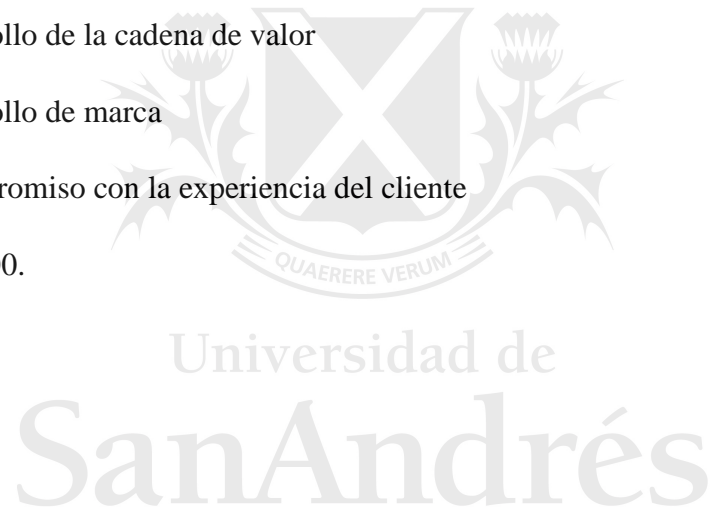 ollo de la cadena de valor
ollo de marca
romiso con la experiencia del cliente
00.
QUAERERE VERUM
Universidad de
SanAndrés